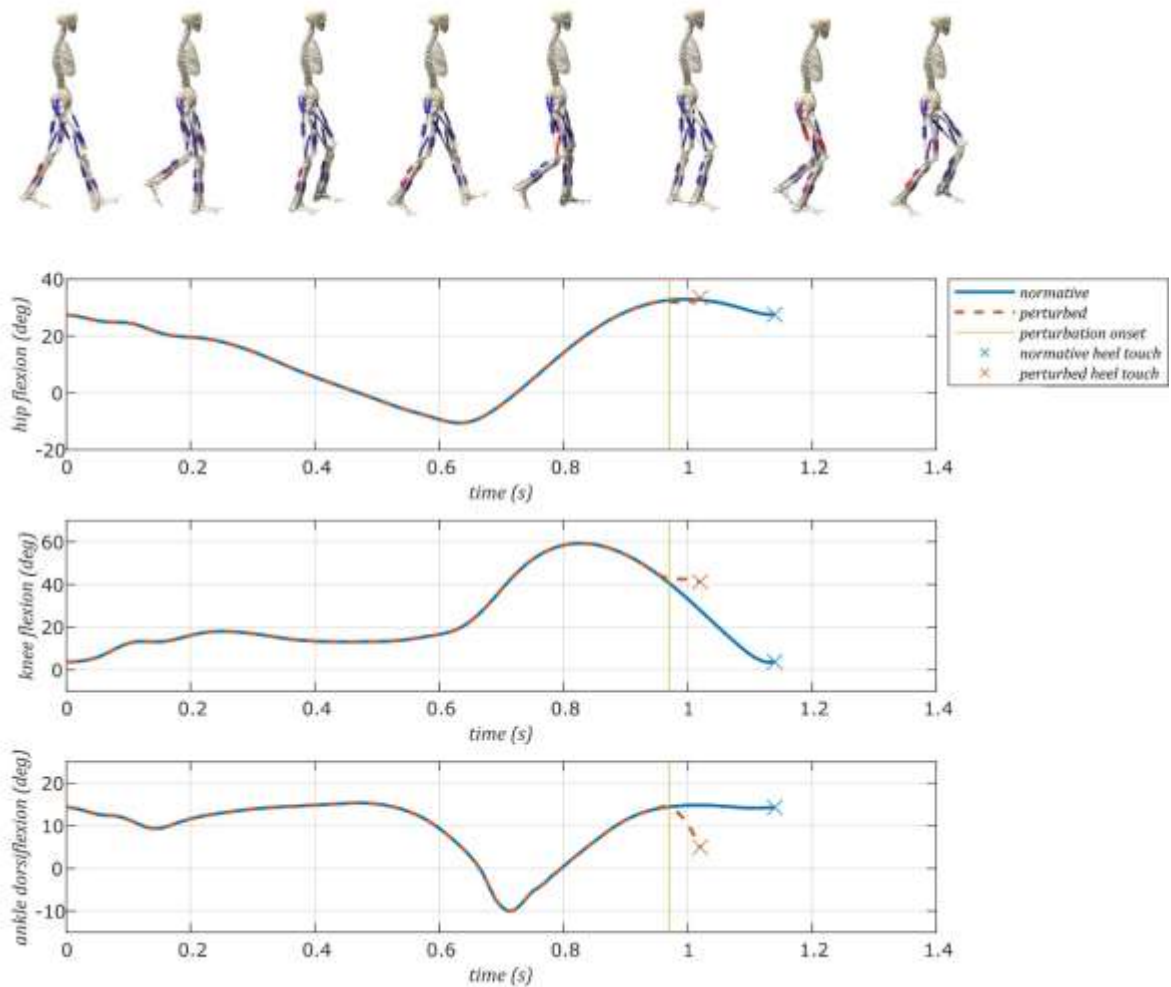 40
20
0
-20
hip flexion (deg)
0 0.2 0.4 0.6 0.8 1 1.2 1.4
time (s)
normative
perturbed
perturbation onset
normative heel touch
perturbed heel touch
60
40
20
0
knee flexion (deg)
0 0.2 0.4 0.6 0.8 1 1.2 1.4
time (s)
20
10
0
-10
ankle dorsiflexion (deg)
0 0.2 0.4 0.6 0.8 1 1.2 1.4
time (s)